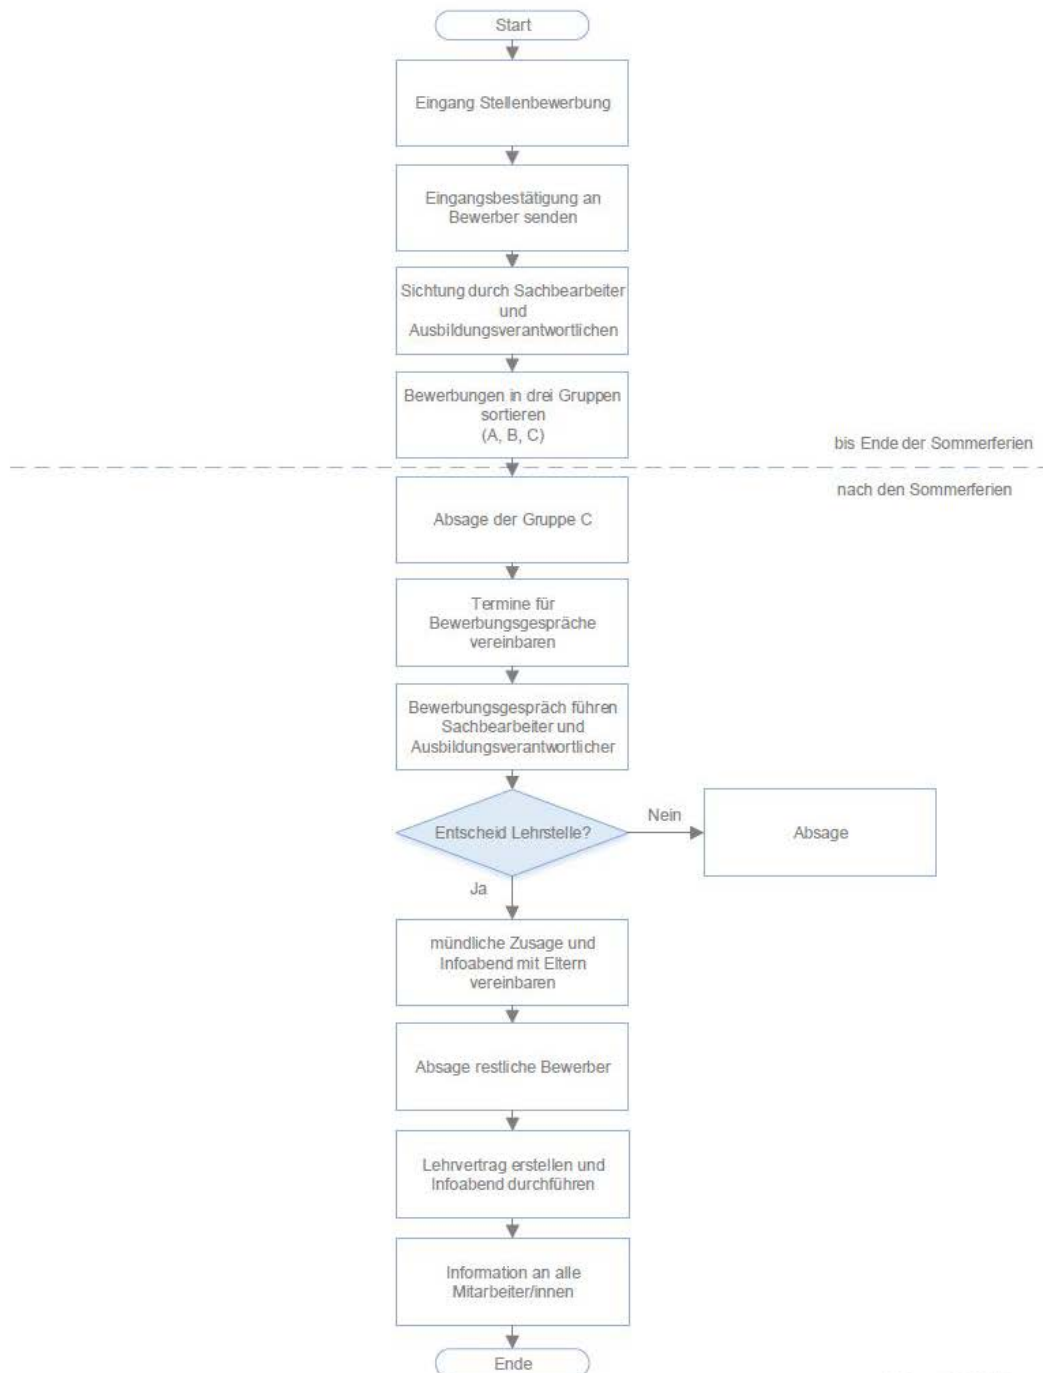 Start
Eingang Stellenbewerbung
Eingangsbestätigung an
Bewerber senden
Sichtung durch Sachbearbeiter
und
Ausbildungsverantwortlichen
Bewerbungen in drei Gruppen
sortieren
(A, B, C)
bis Ende der Sommerferien
nach den Sommerferien
Absage der Gruppe C
Termine für
Bewerbungsgespräche
vereinbaren
Bewerbungsgespräch führen
Sachbearbeiter und
Ausbildungsverantwortlicher
Entscheid Lehrstelle?
Nein
Absage
Ja
mündliche Zusage und
Infoabend mit Eltern
vereinbaren
Absage restliche Bewerber
Lehrvertrag erstellen und
Infoabend durchführen
Information an alle
Mitarbeiter/innen
Ende